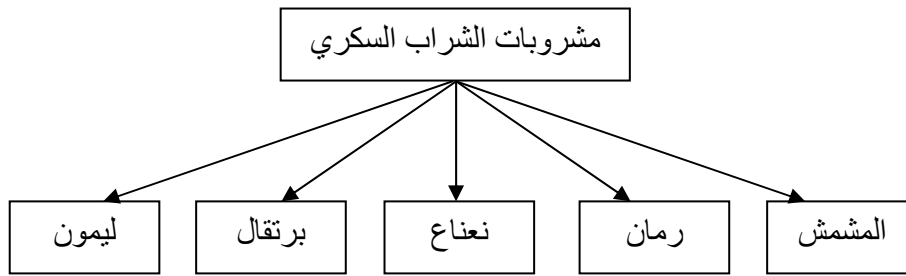 مشروبات الشراب السكري
المشمش
رمان
نعناع
برتقال
ليمون